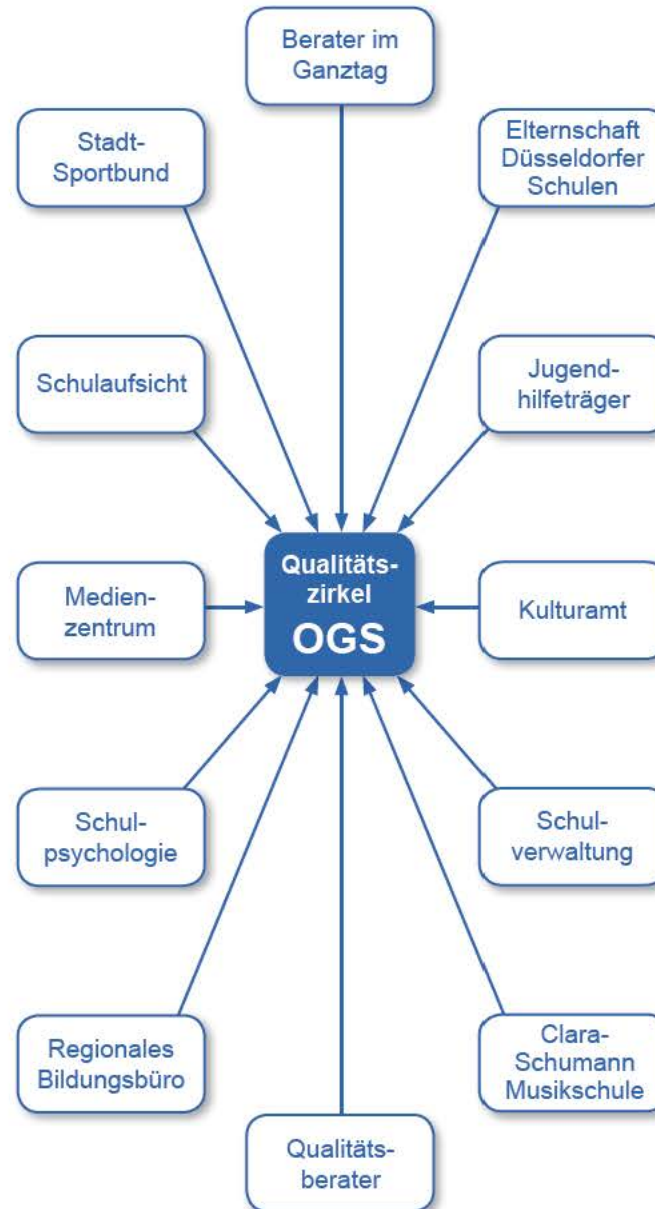 Berater im
Ganztag
Stadt-
Sportbund
Elternschaft
Düsseldorfer
Schulen
Schulaufsicht
Jugend-
hilfeträger
Medien-
zentrum
Qualitäts-
zirkel
OGS
Kulturamt
Schul-
psychologie
Schul-
verwaltung
Regionales
Bildungsbüro
Clara-
Schumann
Musikschule
Qualitäts-
berater